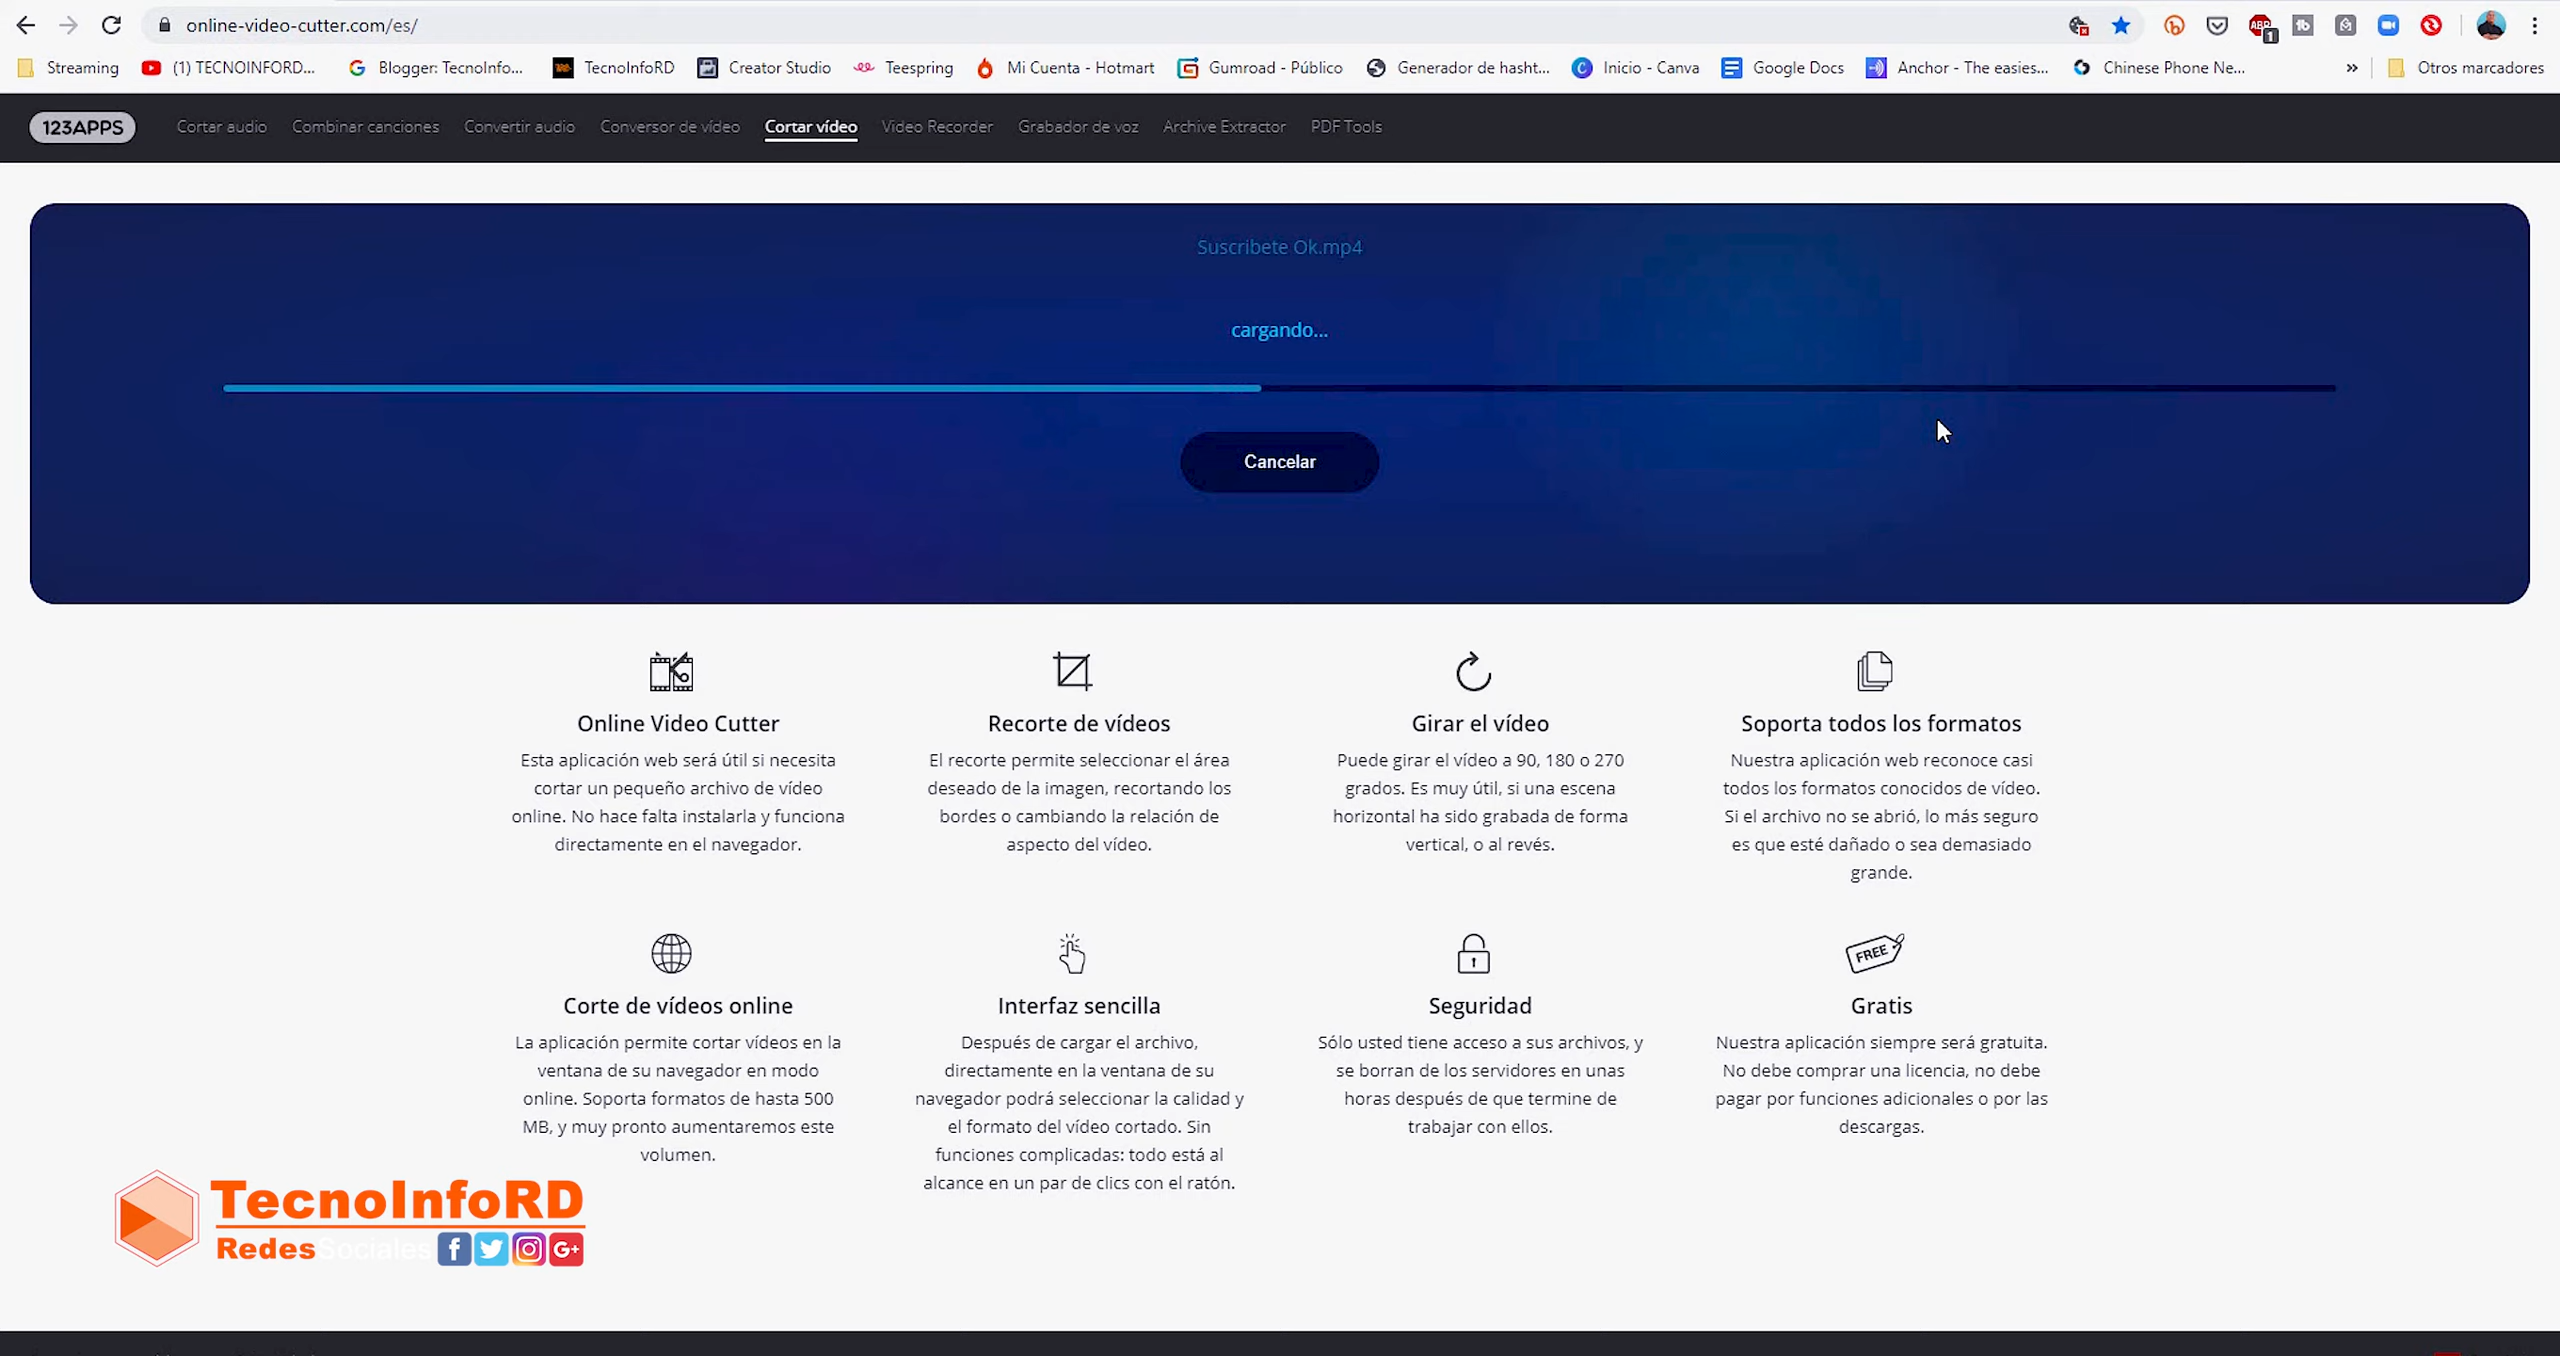 online-video-cutter.com/es/
ABP 1 tb
Streaming (1) TECNOINFORD... Blogger: TecnoInfo... TecnoInfoRD Creator Studio Teespring Mi Cuenta - Hotmart Gumroad - Público Generador de hasht... Inicio - Canva Google Docs Anchor - The easies... Chinese Phone Ne... » Otros marcadores
123APPS Cortar audio Combinar canciones Convertir audio Conversor de vídeo Cortar vídeo Video Recorder Grabador de voz Archive Extractor PDF Tools
Suscribete Ok.mp4
cargando...
Cancelar
Online Video Cutter
Esta aplicación web será útil si necesita
cortar un pequeño archivo de vídeo
online. No hace falta instalarla y funciona
directamente en el navegador.
Recorte de vídeos
El recorte permite seleccionar el área
deseado de la imagen, recortando los
bordes o cambiando la relación de
aspecto del vídeo.
Girar el vídeo
Puede girar el vídeo a 90, 180 o 270
grados. Es muy útil, si una escena
horizontal ha sido grabada de forma
vertical, o al revés.
Soporta todos los formatos
Nuestra aplicación web reconoce casi
todos los formatos conocidos de vídeo.
Si el archivo no se abrió, lo más seguro
es que esté dañado o sea demasiado
grande.
Corte de vídeos online
La aplicación permite cortar vídeos en la
ventana de su navegador en modo
online. Soporta formatos de hasta 500
MB, y muy pronto aumentaremos este
volumen.
Interfaz sencilla
Después de cargar el archivo,
directamente en la ventana de su
navegador podrá seleccionar la calidad y
el formato del vídeo cortado. Sin
funciones complicadas: todo está al
alcance en un par de clics con el ratón.
Seguridad
Sólo usted tiene acceso a sus archivos, y
se borran de los servidores en unas
horas después de que termine de
trabajar con ellos.
FREE
Gratis
Nuestra aplicación siempre será gratuita.
No debe comprar una licencia, no debe
pagar por funciones adicionales o por las
descargas.
TecnoInfoRD
Redes Sociales f G+